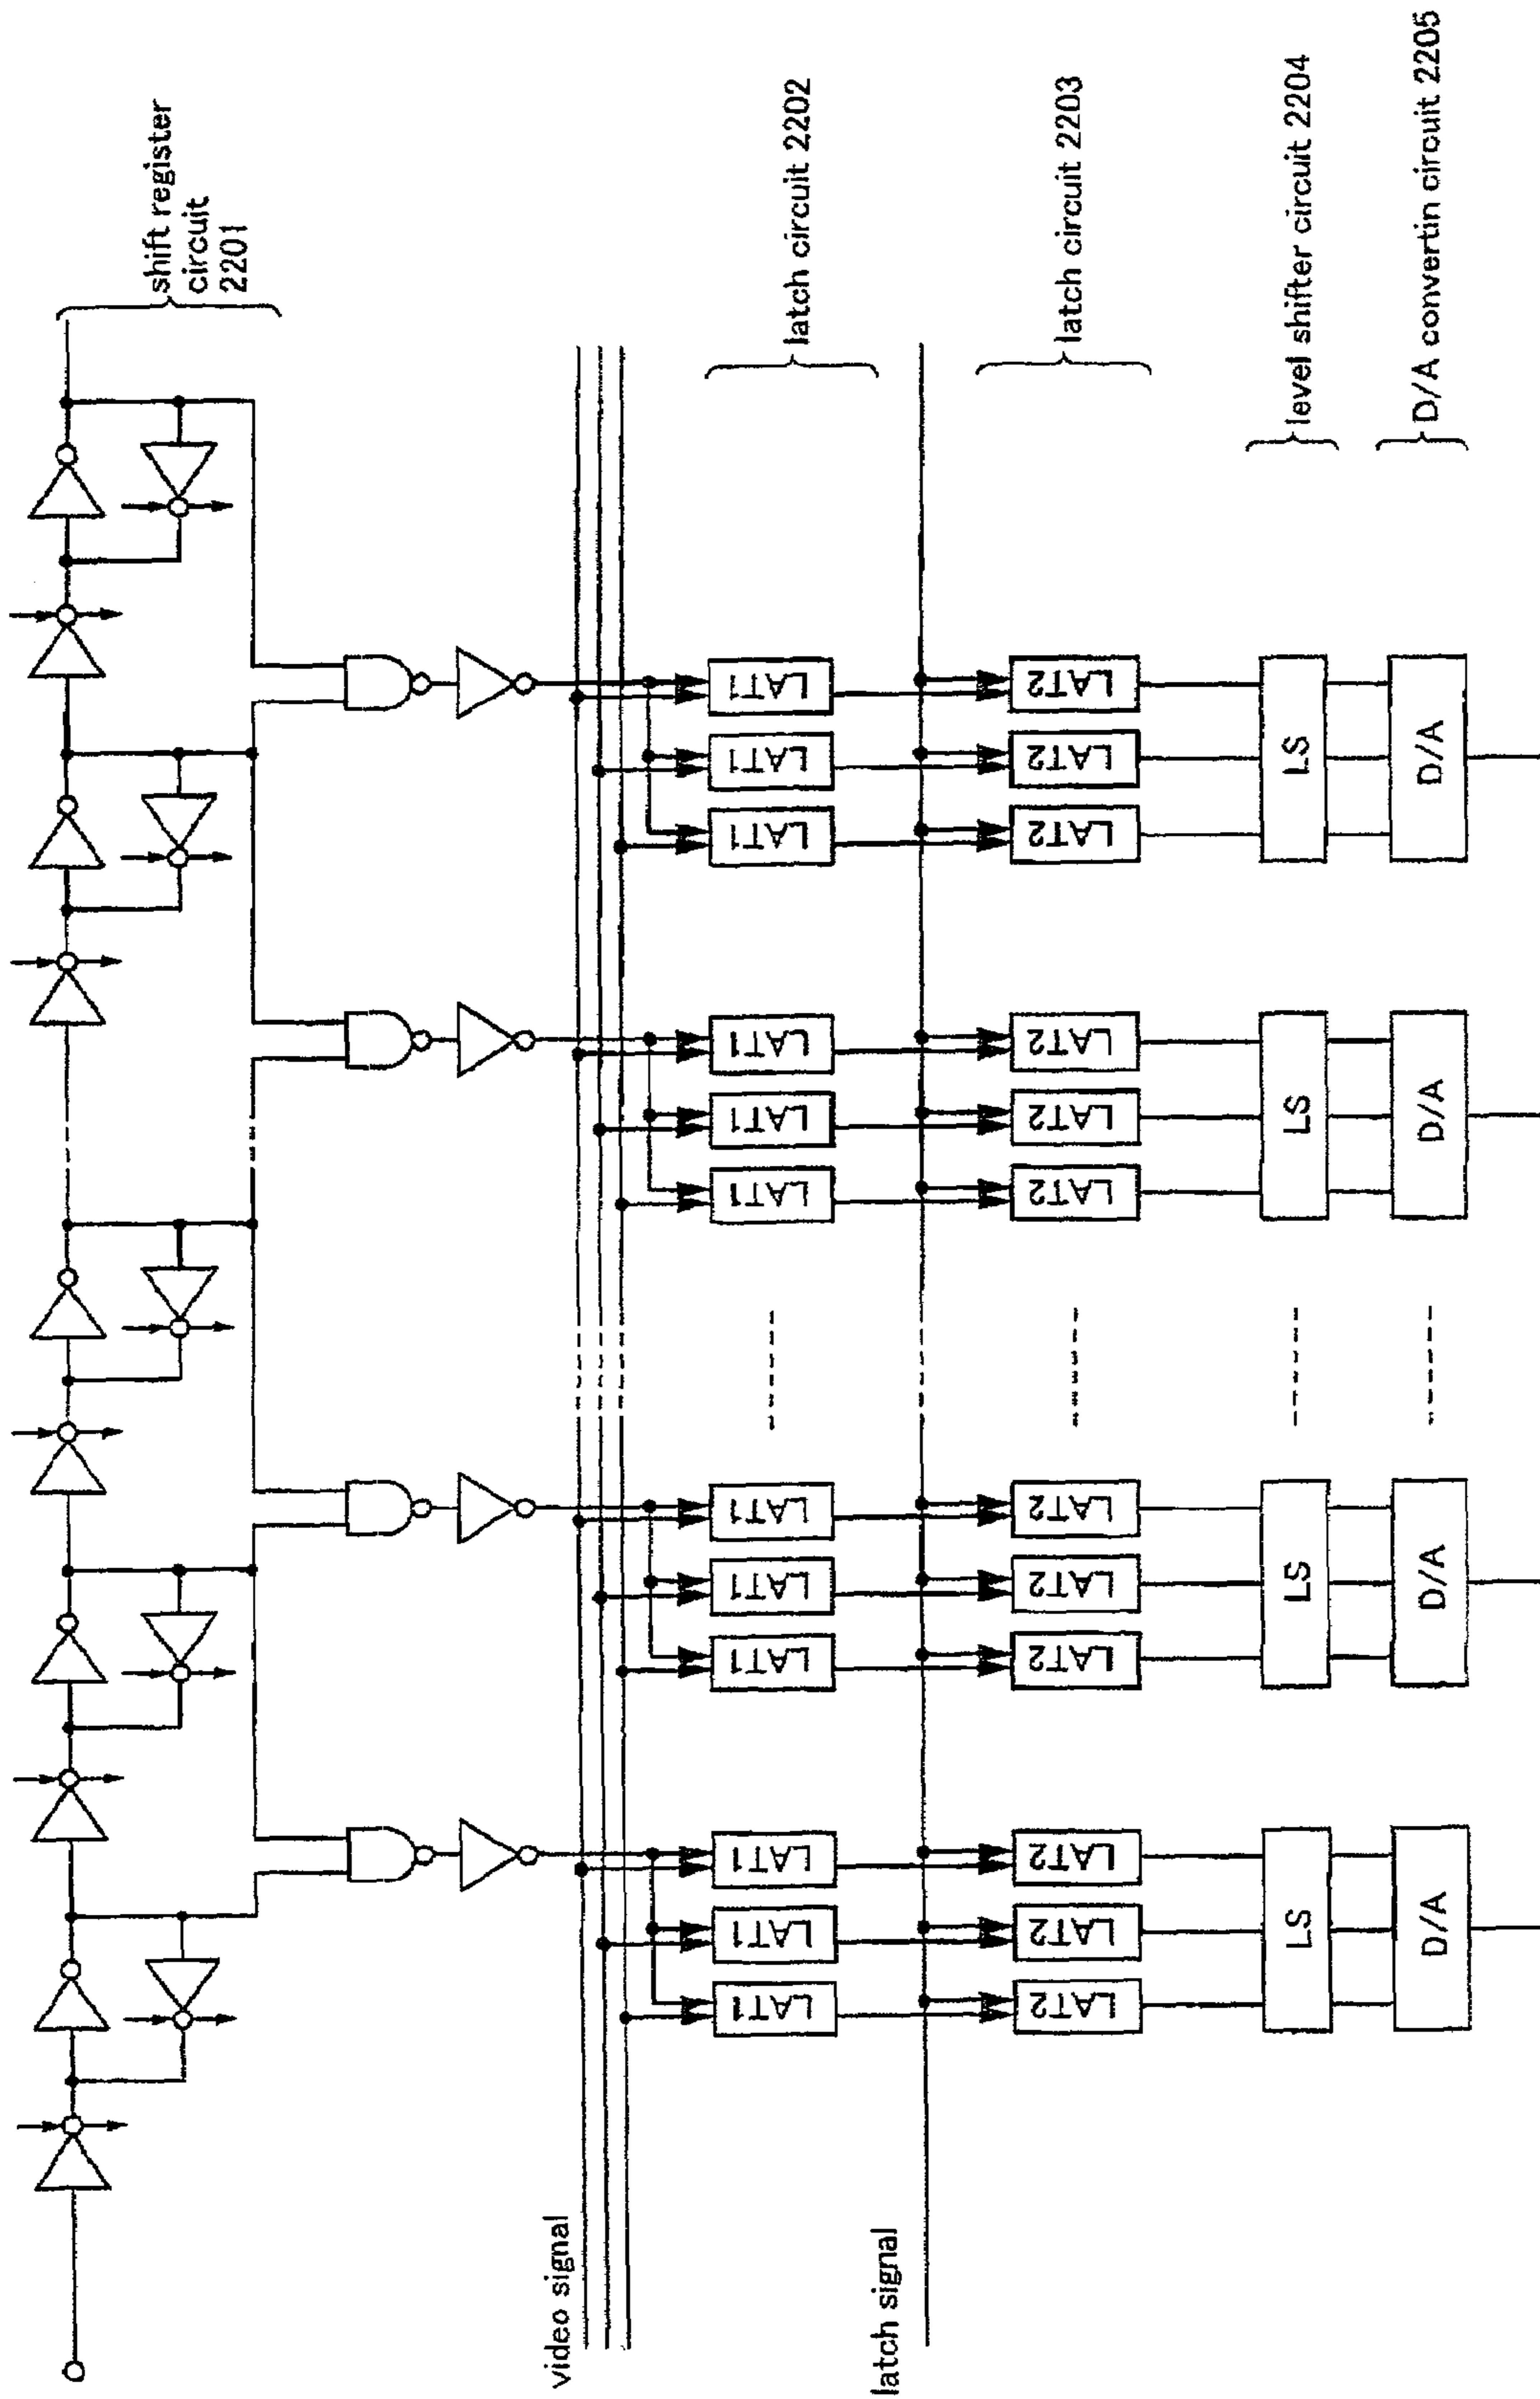 shift register
circuit
2201
video signal
LAT1
LAT1
LAT1
LAT1
LAT1
LAT1
LAT1
LAT1
LAT1
LAT1
LAT1
LAT1
latch circuit 2202
latch signal
LAT2
LAT2
LAT2
LAT2
LAT2
LAT2
LAT2
LAT2
LAT2
LAT2
LAT2
LAT2
latch circuit 2203
LS
LS
LS
LS
level shifter circuit 2204
D/A
D/A
D/A
D/A
D/A convertin circuit 2205